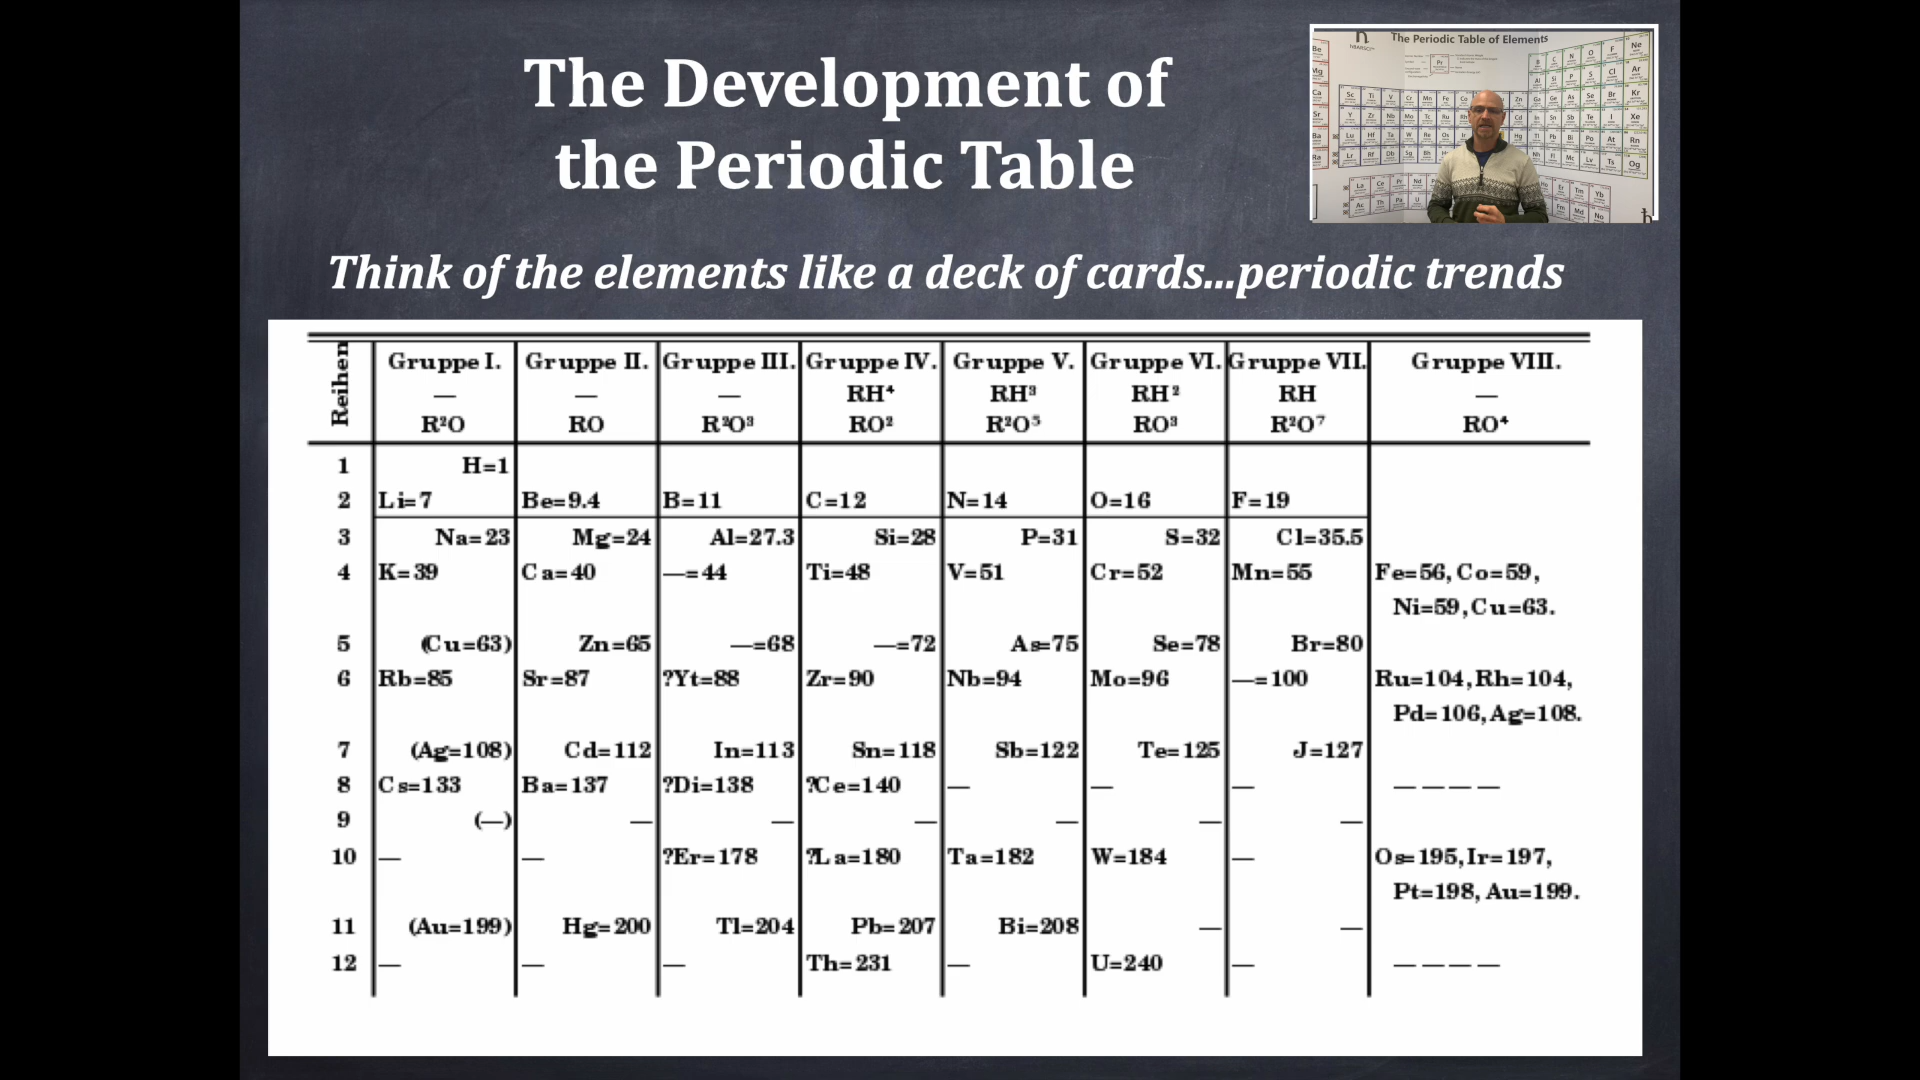 The Development of
the Periodic Table
The Periodic Table of Elements
Think of the elements like a deck of cards...periodic trends
Reihen Gruppe I. Gruppe II. Gruppe III. Gruppe IV. Gruppe V. Gruppe VI. Gruppe VII. Gruppe VIII.
— — — RH⁴ RH³ RH² RH —
R²O RO R²O³ RO² R²O⁵ RO³ R²O⁷ RO⁴
1 H=1
2 Li=7 Be=9.4 B=11 C=12 N=14 O=16 F=19
3 Na=23 Mg=24 Al=27.3 Si=28 P=31 S=32 Cl=35.5
4 K=39 Ca=40 —=44 Ti=48 V=51 Cr=52 Mn=55 Fe=56, Co=59,
Ni=59, Cu=63.
5 (Cu=63) Zn=65 —=68 —=72 As=75 Se=78 Br=80
6 Rb=85 Sr=87 ?Yt=88 Zr=90 Nb=94 Mo=96 —=100 Ru=104, Rh=104,
Pd=106, Ag=108.
7 (Ag=108) Cd=112 In=113 Sn=118 Sb=122 Te=125 J=127
8 Cs=133 Ba=137 ?Di=138 ?Ce=140 — — — — — — —
9 (—) — — — — — —
10 — — ?Er=178 ?La=180 Ta=182 W=184 — Os=195, Ir=197,
Pt=198, Au=199.
11 (Au=199) Hg=200 Tl=204 Pb=207 Bi=208 — —
12 — — — Th=231 — U=240 — — — — —